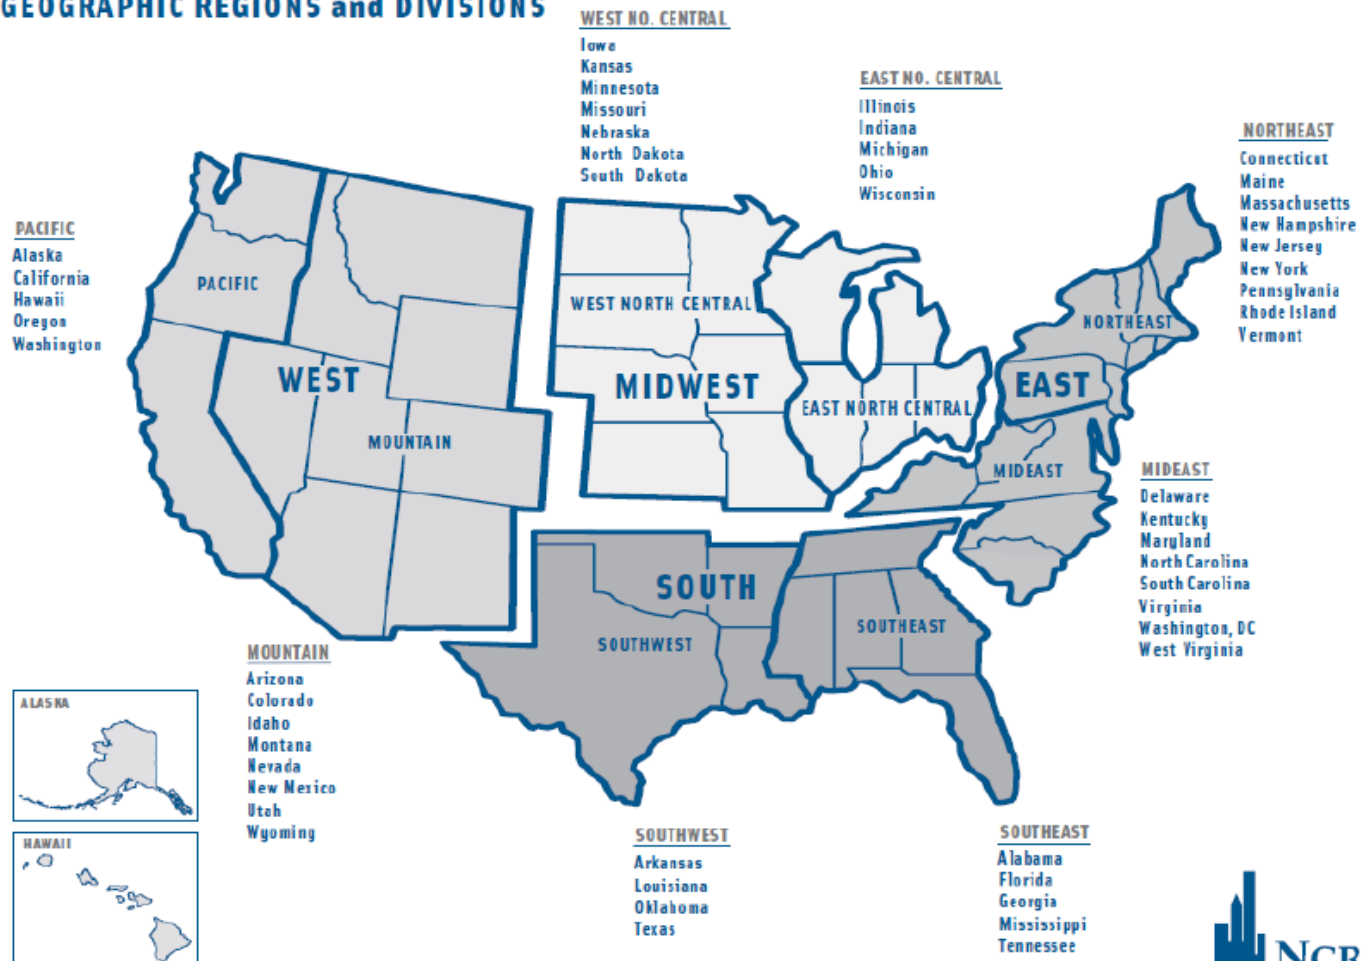 GEOGRAPHIC REGIONS and DIVISIONS
WEST NO. CENTRAL
Iowa
Kansas
Minnesota
Missouri
Nebraska
North Dakota
South Dakota
EAST NO. CENTRAL
Illinois
Indiana
Michigan
Ohio
Wisconsin
NORTHEAST
Connecticut
Maine
Massachusetts
New Hampshire
New Jersey
New York
Pennsylvania
Rhode Island
Vermont
PACIFIC
Alaska
California
Hawaii
Oregon
Washington
PACIFIC
WEST
MOUNTAIN
WEST NORTH CENTRAL
MIDWEST
EAST NORTH CENTRAL
NORTHEAST
EAST
MIDEAST
SOUTH
SOUTHWEST
SOUTHEAST
MIDEAST
Delaware
Kentucky
Maryland
North Carolina
South Carolina
Virginia
Washington, DC
West Virginia
MOUNTAIN
Arizona
Colorado
Idaho
Montana
Nevada
New Mexico
Utah
Wyoming
ALASKA
HAWAII
SOUTHWEST
Arkansas
Louisiana
Oklahoma
Texas
SOUTHEAST
Alabama
Florida
Georgia
Mississippi
Tennessee